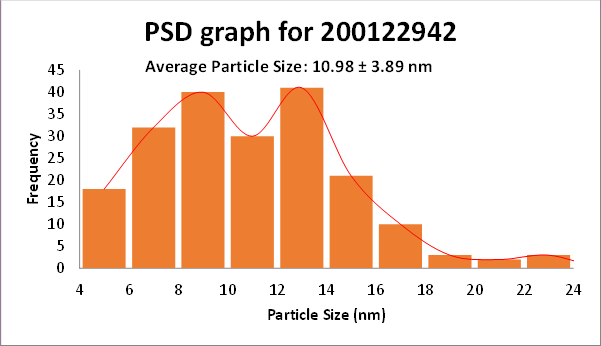 PSD graph for 200122942
Average Particle Size: 10.98 ± 3.89 nm
Frequency
45
40
35
30
25
20
15
10
5
0
4 6 8 10 12 14 16 18 20 22 24
Particle Size (nm)